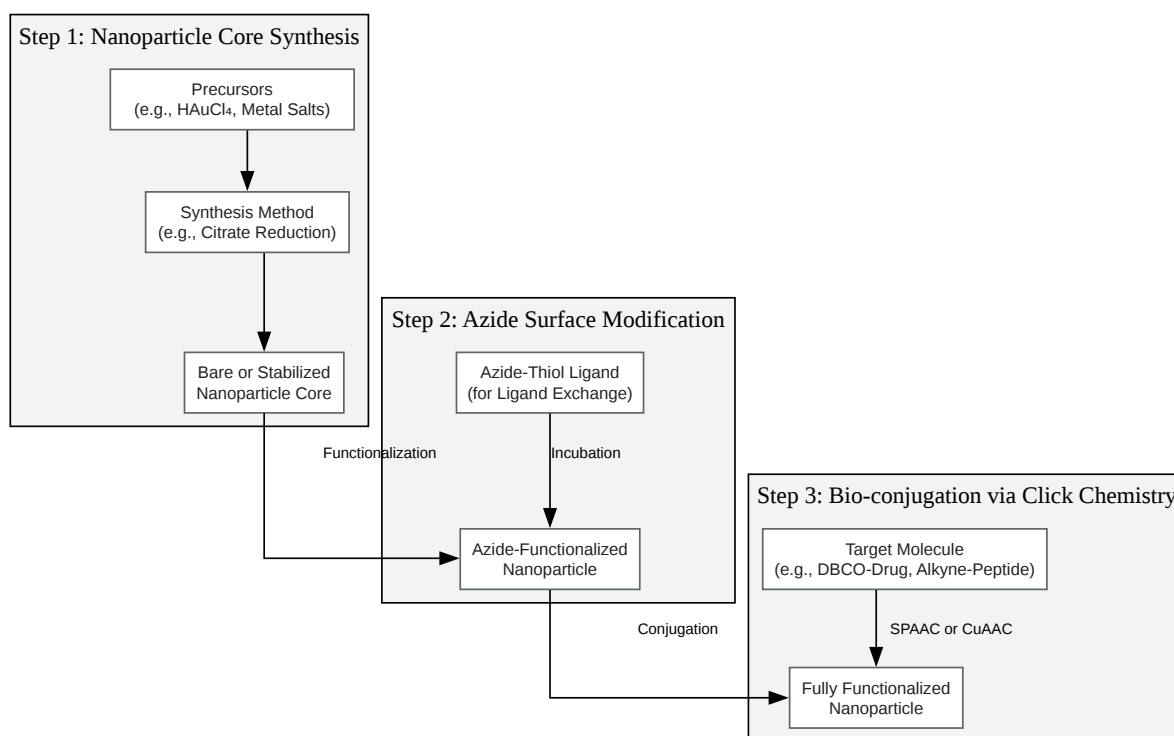 Step 1: Nanoparticle Core Synthesis
Precursors
(e.g., HAuCl₄, Metal Salts)
Synthesis Method
(e.g., Citrate Reduction)
Bare or Stabilized
Nanoparticle Core
Step 2: Azide Surface Modification
Azide-Thiol Ligand
(for Ligand Exchange)
Functionalization
Incubation
Azide-Functionalized
Nanoparticle
Step 3: Bio-conjugation via Click Chemistry
Target Molecule
(e.g., DBCO-Drug, Alkyne-Peptide)
Conjugation
SPAAC or CuAAC
Fully Functionalized
Nanoparticle